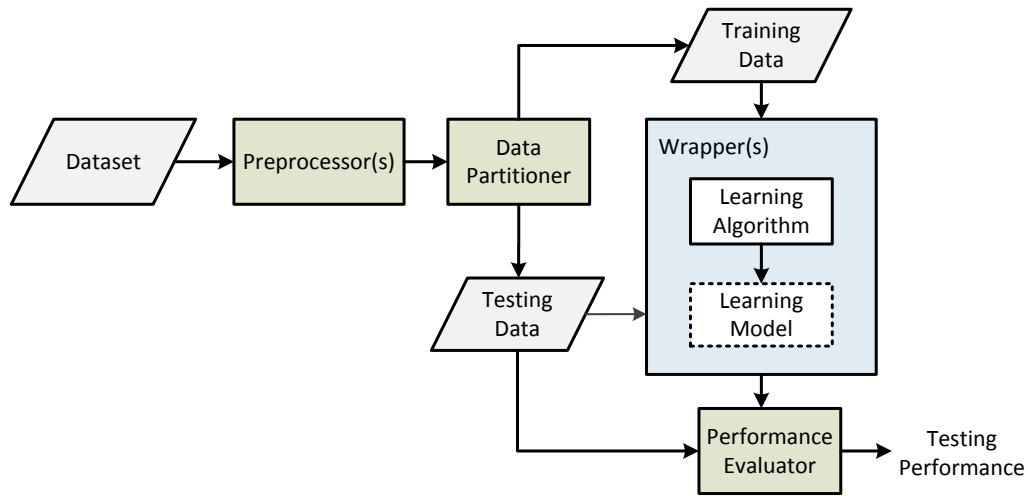 Training
Data
Dataset
Preprocessor(s)
Data
Partitioner
Wrapper(s)
Learning
Algorithm
Testing
Data
Learning
Model
Performance
Evaluator
Testing
Performance